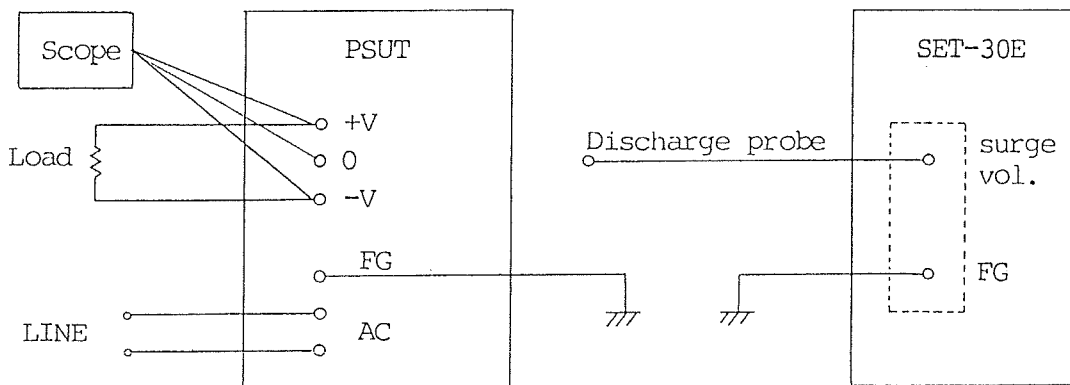 Scope
PSUT
SET-30E
+V
0
-V
Load
Discharge probe
surge
vol.
FG
FG
LINE
AC